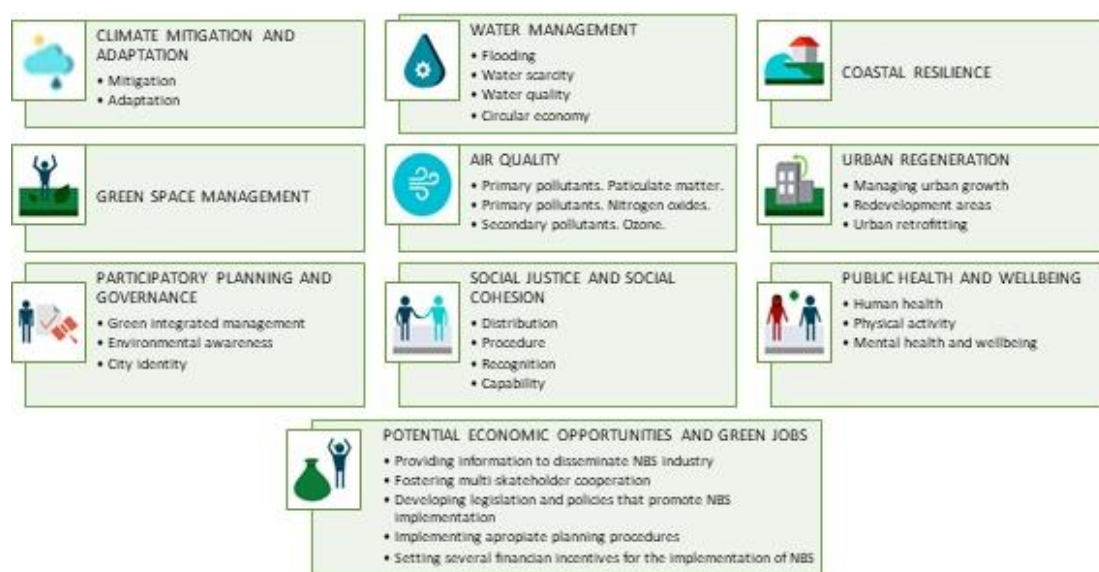 CLIMATE MITIGATION AND
ADAPTATION
• Mitigation
• Adaptation
WATER MANAGEMENT
• Flooding
• Water scarcity
• Water quality
• Circular economy
COASTAL RESILIENCE
GREEN SPACE MANAGEMENT
AIR QUALITY
• Primary pollutants. Paticulate matter.
• Primary pollutants. Nitrogen oxides.
• Secondary pollutants. Ozone.
URBAN REGENERATION
• Managing urban growth
• Redevelopment areas
• Urban retrofitting
PARTICIPATORY PLANNING AND
GOVERNANCE
• Green integrated management
• Environmental awareness
• City identity
SOCIAL JUSTICE AND SOCIAL
COHESION
• Distribution
• Procedure
• Recognition
• Capability
PUBLIC HEALTH AND WELLBEING
• Human health
• Physical activity
• Mental health and wellbeing
POTENTIAL ECONOMIC OPPORTUNITIES AND GREEN JOBS
• Providing information to disseminate NBS industry
• Fostering multi skateholder cooperation
• Developing legislation and policies that promote NBS
implementation
• Implementing apropiate planning procedures
• Setting several financian incentives for the implementation of NBS